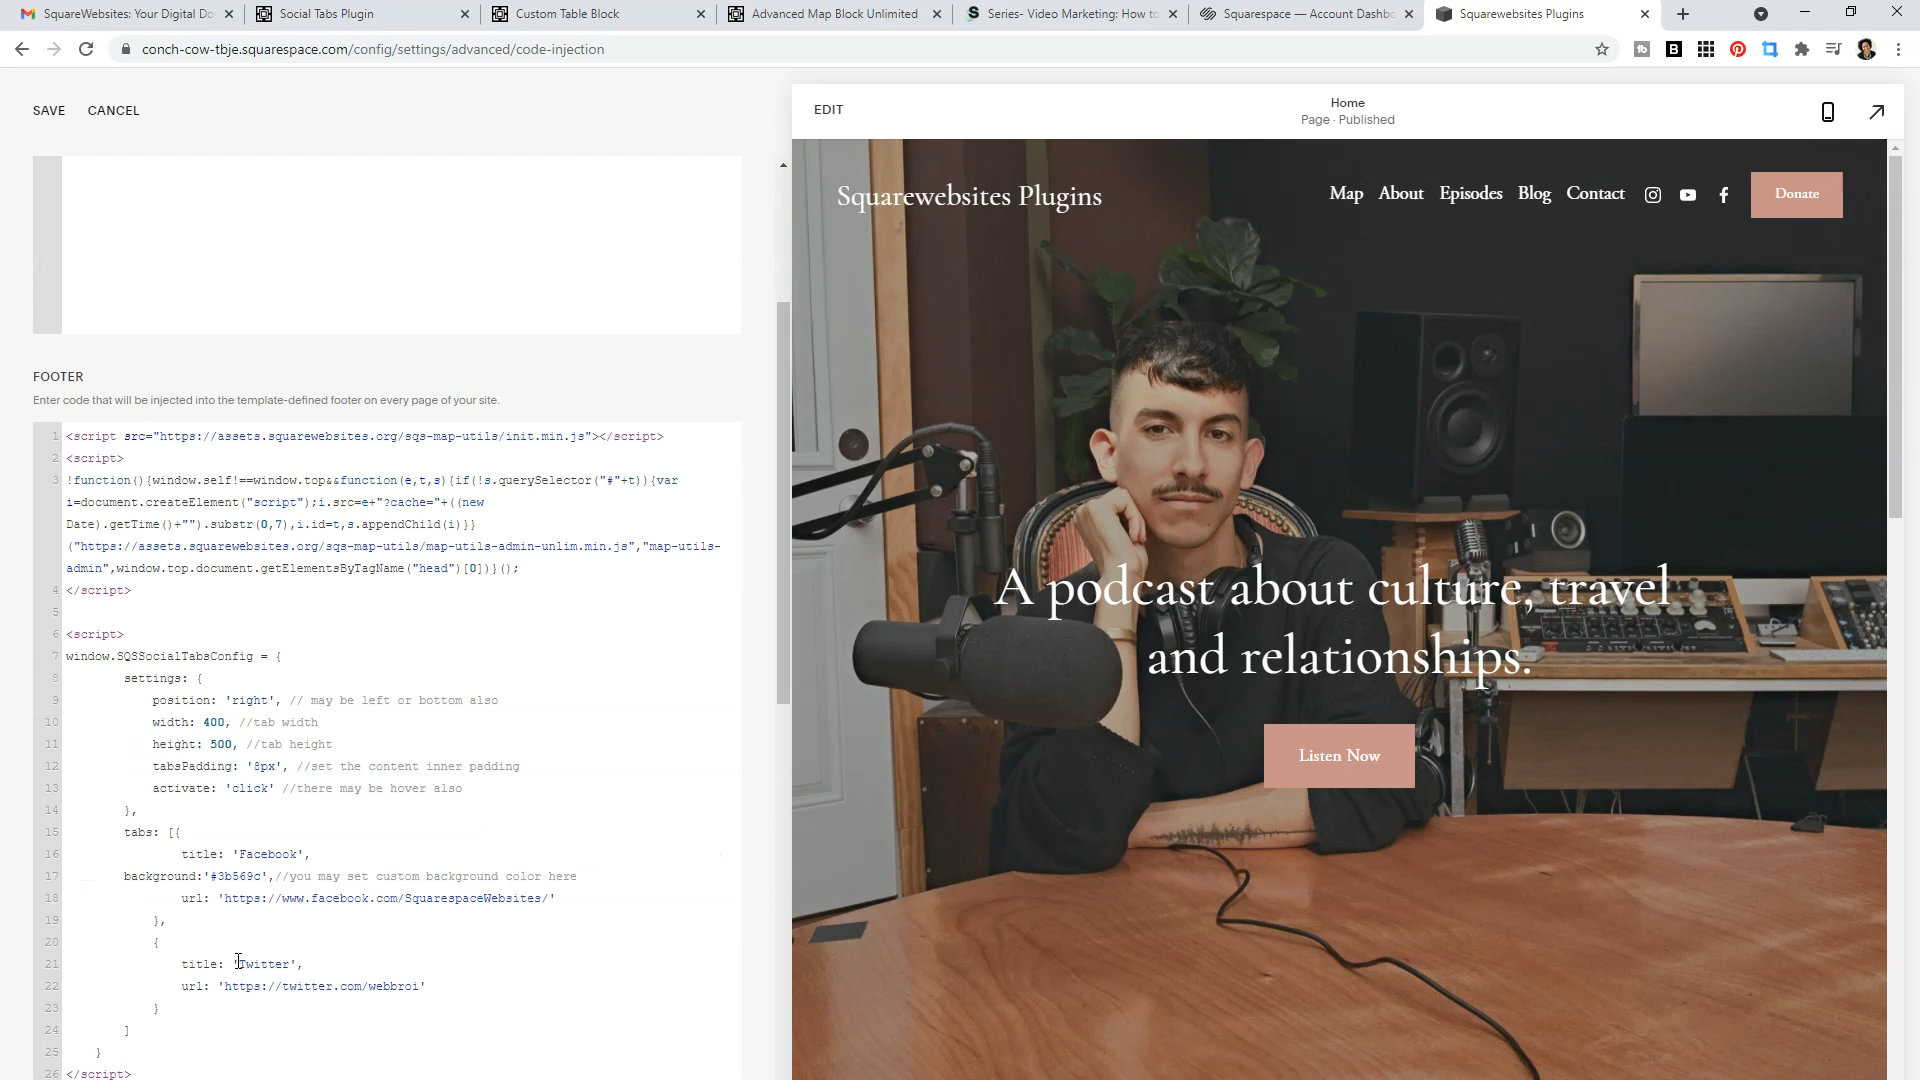 SquareWebsites: Your Digital Do
Social Tabs Plugin
Custom Table Block
Advanced Map Block Unlimited
Series- Video Marketing: How to
Squarespace — Account Dashbo
Squarewebsites Plugins
conch-cow-tbje.squarespace.com/config/settings/advanced/code-injection
SAVE CANCEL
EDIT
Home
Page · Published
FOOTER
Enter code that will be injected into the template-defined footer on every page of your site.
1 <script src="https://assets.squarewebsites.org/sqs-map-utils/init.min.js"></script>
2 <script>
3 !function(){window.self!==window.top&&function(e,t,s){if(!s.querySelector("#"+t)){var
i=document.createElement("script");i.src=e+"?cache="+((new
Date).getTime()+"").substr(0,7),i.id=t,s.appendChild(i)}}
("https://assets.squarewebsites.org/sqs-map-utils/map-utils-admin-unlim.min.js","map-utils-
admin",window.top.document.getElementsByTagName("head")[0])}();
4 </script>
5
6 <script>
7 window.SQSSocialTabsConfig = {
8 settings: {
9 position: 'right', // may be left or bottom also
10 width: 400, //tab width
11 height: 500, //tab height
12 tabsPadding: '8px', //set the content inner padding
13 activate: 'click' //there may be hover also
14 },
15 tabs: [{
16 title: 'Facebook',
17 background:'#3b569c',//you may set custom background color here
18 url: 'https://www.facebook.com/SquarespaceWebsites/'
19 },
20 {
21 title: 'Twitter',
22 url: 'https://twitter.com/webbroi'
23 }
24 ]
25 }
26 </script>
Squarewebsites Plugins
Map About Episodes Blog Contact
Donate
A podcast about culture, travel
and relationships.
Listen Now